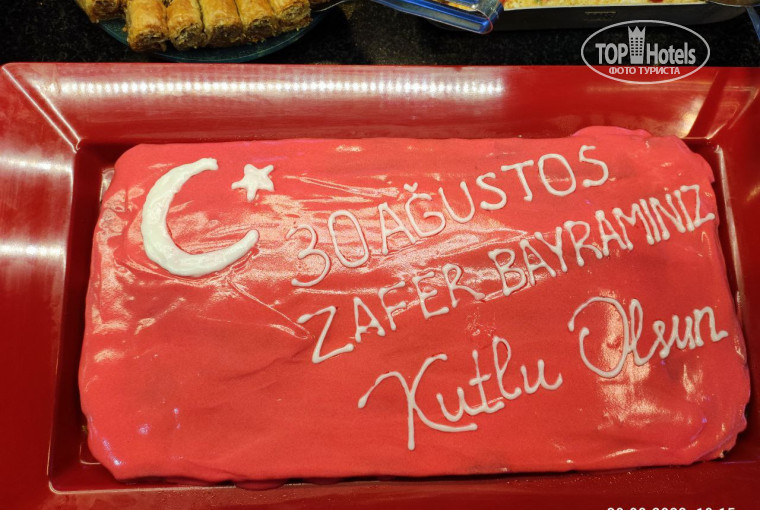 TOP Hotels
ФОТО ТУРИСТА
30 AĞUSTOS
ZAFER BAYRAMINIZ
Kutlu Olsun